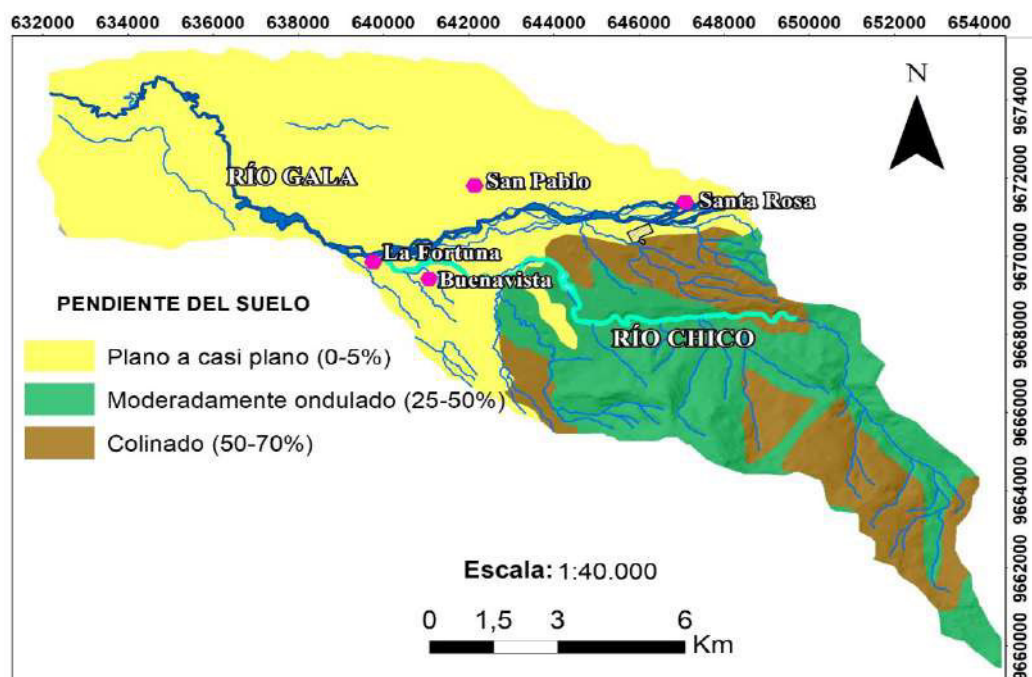 632000 634000 636000 638000 640000 642000 644000 646000 648000 650000 652000 654000
N
9674000
9672000
9670000
9668000
9666000
9664000
9662000
9660000
RÍO GALA
San Pablo
Santa Rosa
La Fortuna
Buenavista
RÍO CHICO
PENDIENTE DEL SUELO
Plano a casi plano (0-5%)
Moderadamente ondulado (25-50%)
Colinado (50-70%)
Escala: 1:40.000
0 1,5 3 6
Km